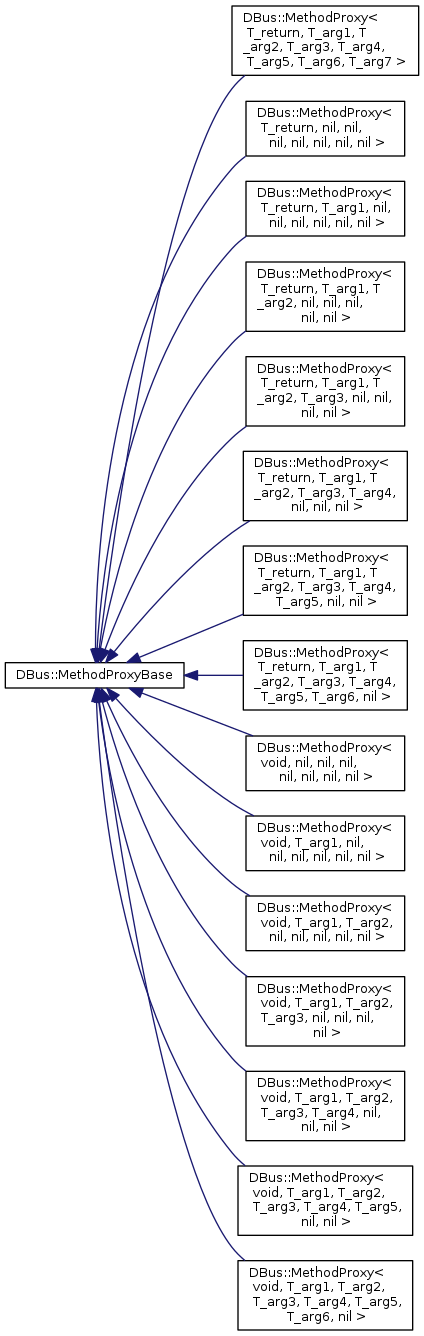 DBus::MethodProxy<
T_return, T_arg1, T
_arg2, T_arg3, T_arg4,
T_arg5, T_arg6, T_arg7 >
DBus::MethodProxy<
T_return, nil, nil,
nil, nil, nil, nil, nil >
DBus::MethodProxy<
T_return, T_arg1, nil,
nil, nil, nil, nil, nil >
DBus::MethodProxy<
T_return, T_arg1, T
_arg2, nil, nil, nil,
nil, nil >
DBus::MethodProxy<
T_return, T_arg1, T
_arg2, T_arg3, nil, nil,
nil, nil >
DBus::MethodProxy<
T_return, T_arg1, T
_arg2, T_arg3, T_arg4,
nil, nil, nil >
DBus::MethodProxy<
T_return, T_arg1, T
_arg2, T_arg3, T_arg4,
T_arg5, nil, nil >
DBus::MethodProxyBase
DBus::MethodProxy<
T_return, T_arg1, T
_arg2, T_arg3, T_arg4,
T_arg5, T_arg6, nil >
DBus::MethodProxy<
void, nil, nil, nil,
nil, nil, nil, nil >
DBus::MethodProxy<
void, T_arg1, nil,
nil, nil, nil, nil, nil >
DBus::MethodProxy<
void, T_arg1, T_arg2,
nil, nil, nil, nil, nil >
DBus::MethodProxy<
void, T_arg1, T_arg2,
T_arg3, nil, nil, nil,
nil >
DBus::MethodProxy<
void, T_arg1, T_arg2,
T_arg3, T_arg4, nil,
nil, nil >
DBus::MethodProxy<
void, T_arg1, T_arg2,
T_arg3, T_arg4, T_arg5,
nil, nil >
DBus::MethodProxy<
void, T_arg1, T_arg2,
T_arg3, T_arg4, T_arg5,
T_arg6, nil >